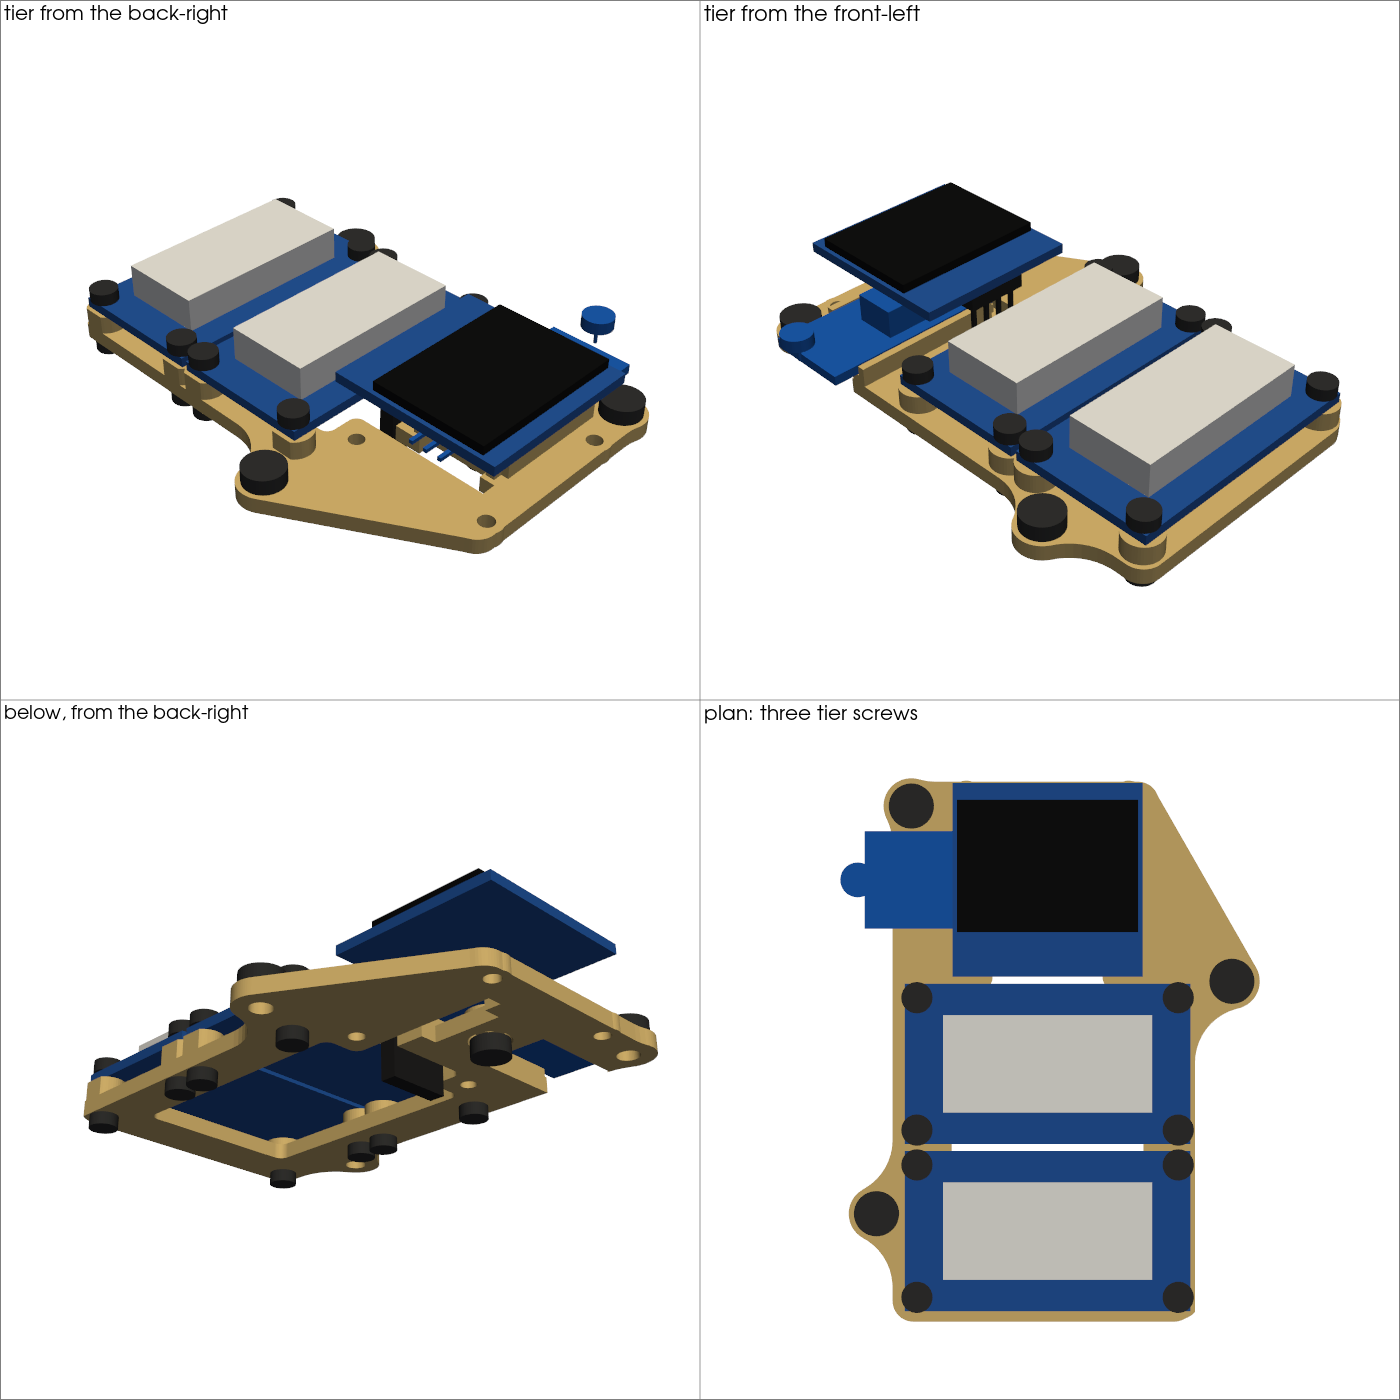 tier from the back-right
tier from the front-left
below, from the back-right
plan: three tier screws